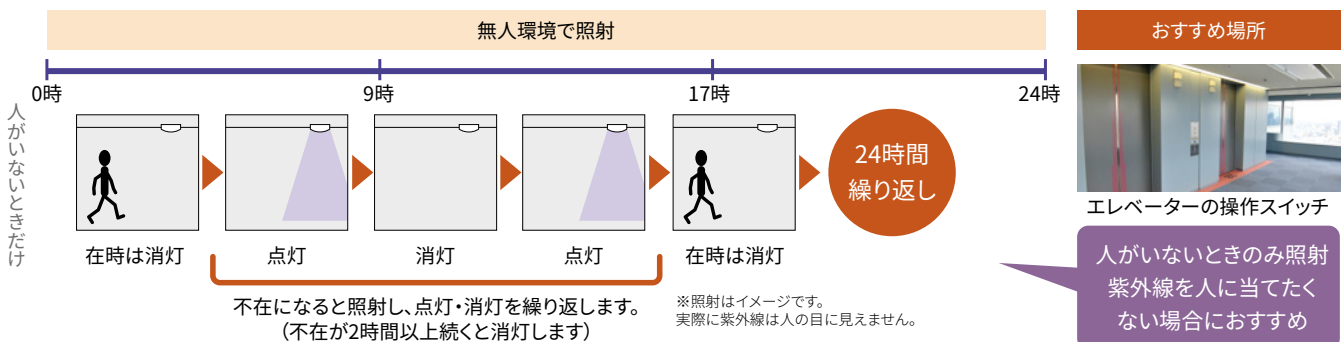 無人環境で照射
おすすめ場所
0時
9時
17時
24時
人がいないときだけ
24時間
繰り返し
在時は消灯
点灯
消灯
点灯
在時は消灯
エレベーターの操作スイッチ
不在になると照射し、点灯・消灯を繰り返します。
(不在が2時間以上続くと消灯します)
※照射はイメージです。
実際に紫外線は人の目に見えません。
人がいないときのみ照射
紫外線を人に当てたく
ない場合におすすめ